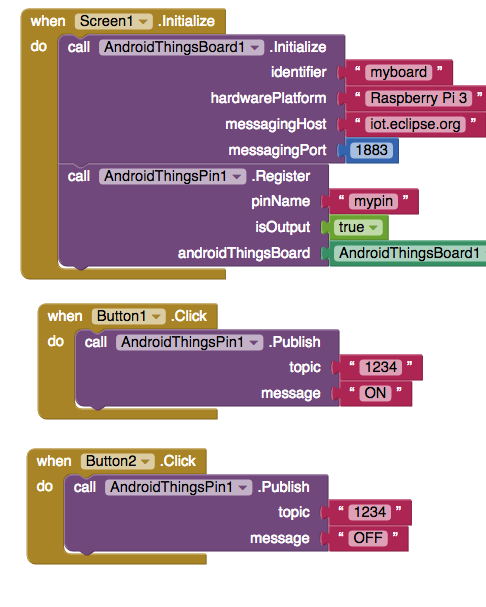 when Screen1 .Initialize
do call AndroidThingsBoard1 .Initialize
identifier " myboard "
hardwarePlatform " Raspberry Pi 3 "
messagingHost " iot.eclipse.org "
messagingPort 1883
call AndroidThingsPin1 .Register
pinName " mypin "
isOutput true
androidThingsBoard AndroidThingsBoard1
when Button1 .Click
do call AndroidThingsPin1 .Publish
topic " 1234 "
message " ON "
when Button2 .Click
do call AndroidThingsPin1 .Publish
topic " 1234 "
message " OFF "